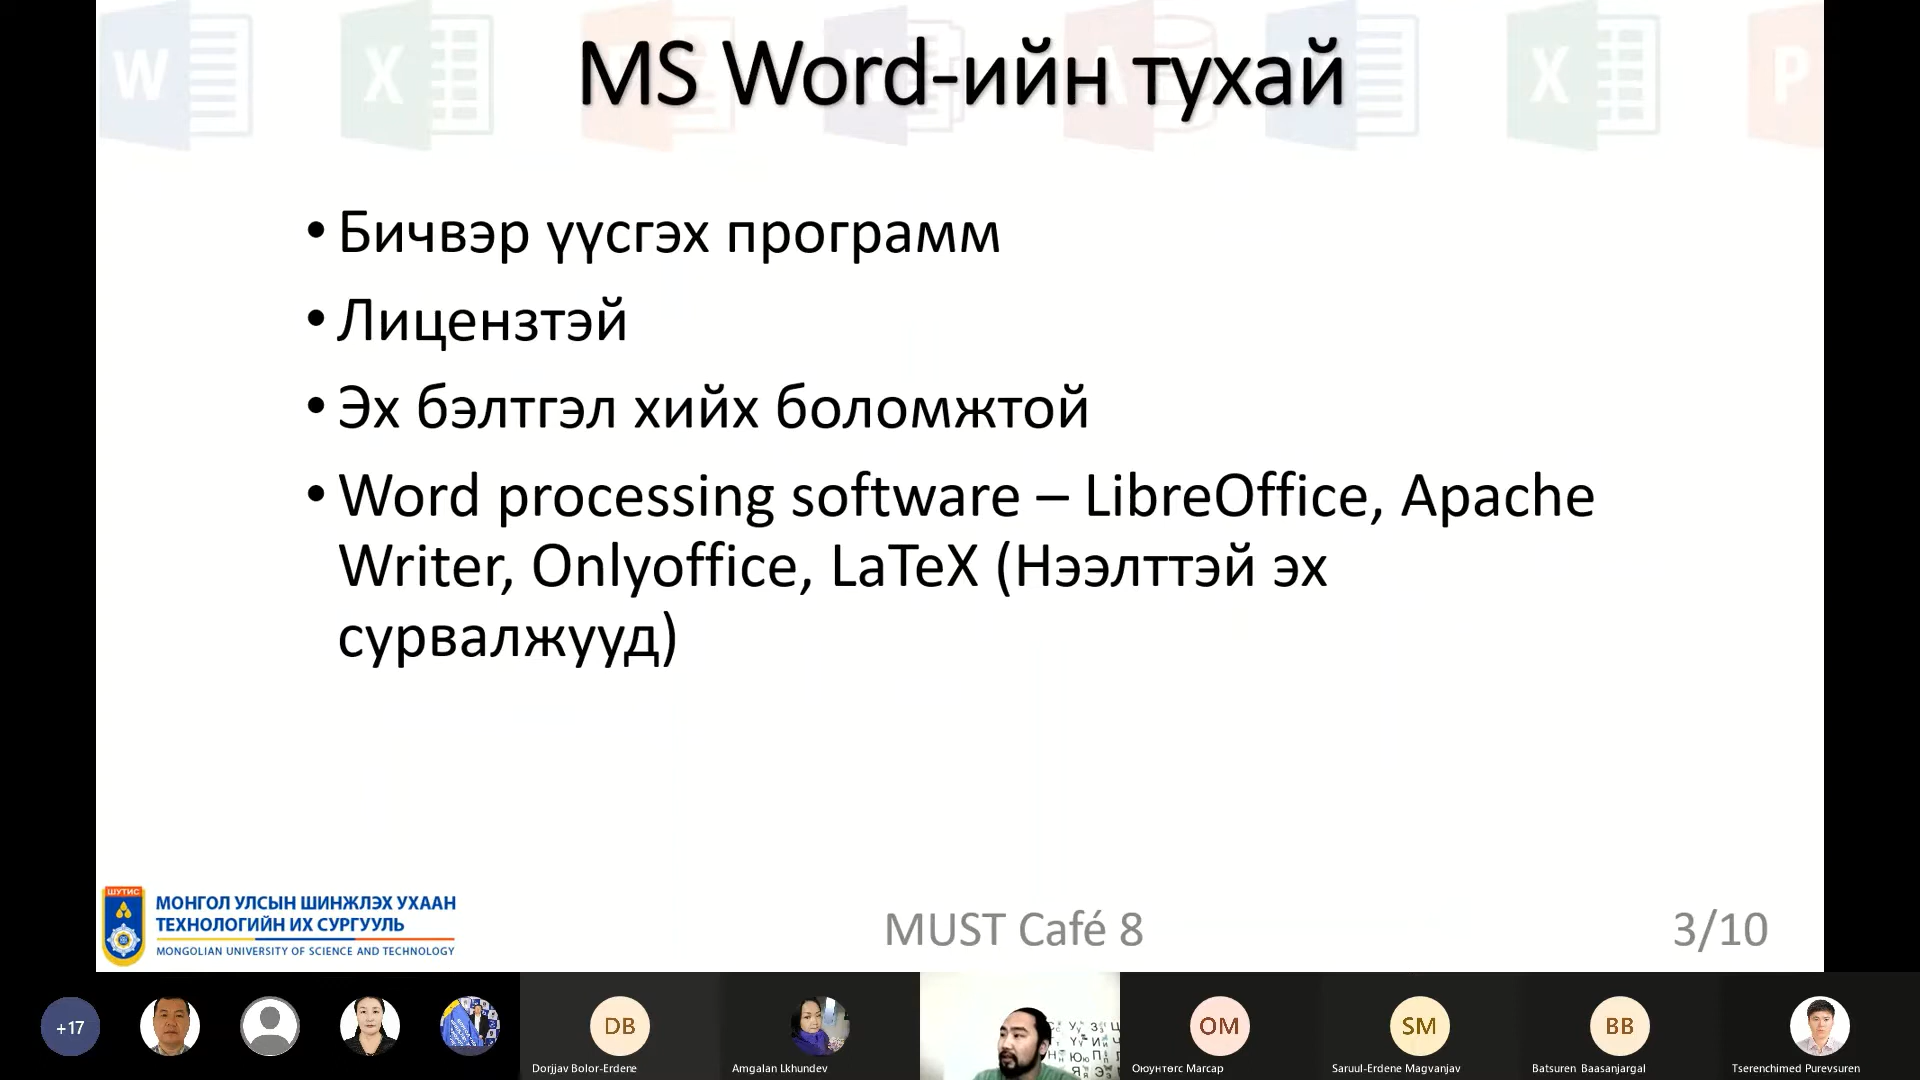 MS Word-ийн тухай
• Бичвэр үүсгэх программ
• Лицензтэй
• Эх бэлтгэл хийх боломжтой
• Word processing software – LibreOffice, Apache
Writer, Onlyoffice, LaTeX (Нээлттэй эх
сурвалжууд)
ШУТИС
МОНГОЛ УЛСЫН ШИНЖЛЭХ УХААН
ТЕХНОЛОГИЙН ИХ СУРГУУЛЬ
MONGOLIAN UNIVERSITY OF SCIENCE AND TECHNOLOGY
MUST Café 8
3/10
+17
DB
OM
SM
BB
Dorjjav Bolor-Erdene
Amgalan Lkhundev
Оюунтөгс Марсар
Saruul-Erdene Magvanjav
Batsuren Baasanjargal
Tserenchimed Purevsuren